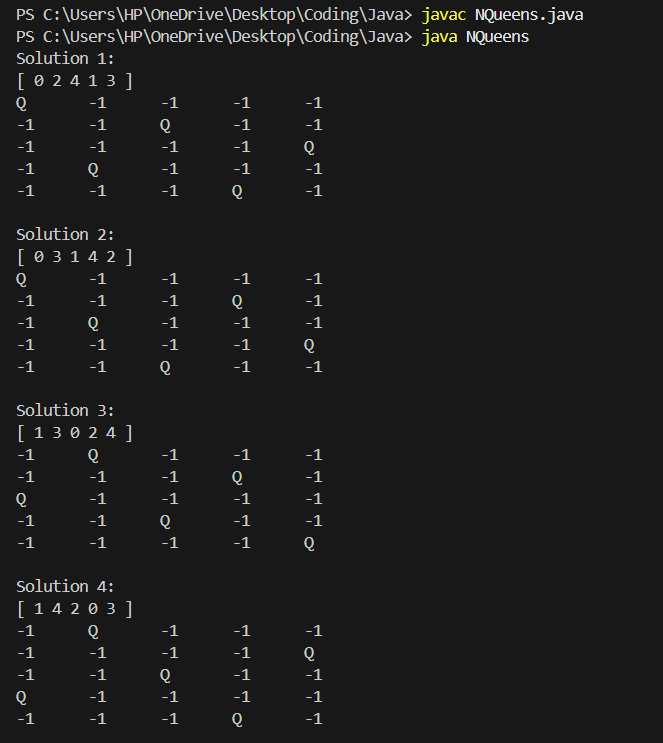 PS C:\Users\HP\OneDrive\Desktop\Coding\Java> javac NQueens.java
PS C:\Users\HP\OneDrive\Desktop\Coding\Java> java NQueens
Solution 1:
[ 0 2 4 1 3 ]
Q -1 -1 -1 -1
-1 -1 Q -1 -1
-1 -1 -1 -1 Q
-1 Q -1 -1 -1
-1 -1 -1 Q -1
Solution 2:
[ 0 3 1 4 2 ]
Q -1 -1 -1 -1
-1 -1 -1 Q -1
-1 Q -1 -1 -1
-1 -1 -1 -1 Q
-1 -1 Q -1 -1
Solution 3:
[ 1 3 0 2 4 ]
-1 Q -1 -1 -1
-1 -1 -1 Q -1
Q -1 -1 -1 -1
-1 -1 Q -1 -1
-1 -1 -1 -1 Q
Solution 4:
[ 1 4 2 0 3 ]
-1 Q -1 -1 -1
-1 -1 -1 -1 Q
-1 -1 Q -1 -1
Q -1 -1 -1 -1
-1 -1 -1 Q -1